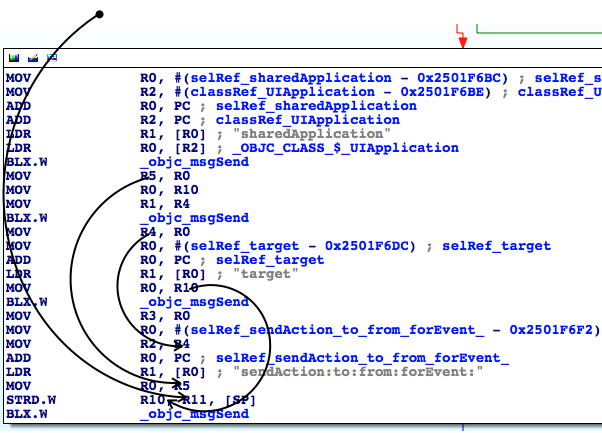 MOV R0, #(selRef_sharedApplication - 0x2501F6BC) ; selRef_s
MOV R2, #(classRef_UIApplication - 0x2501F6BE) ; classRef_U
ADD R0, PC ; selRef_sharedApplication
ADD R2, PC ; classRef_UIApplication
LDR R1, [R0] ; "sharedApplication"
LDR R0, [R2] ; _OBJC_CLASS_$_UIApplication
BLX.W _objc_msgSend
MOV R5, R0
MOV R0, R10
MOV R1, R4
BLX.W _objc_msgSend
MOV R4, R0
MOV R0, #(selRef_target - 0x2501F6DC) ; selRef_target
ADD R0, PC ; selRef_target
LDR R1, [R0] ; "target"
MOV R0, R10
BLX.W _objc_msgSend
MOV R3, R0
MOV R0, #(selRef_sendAction_to_from_forEvent_ - 0x2501F6F2)
MOV R2, R4
ADD R0, PC ; selRef_sendAction_to_from_forEvent_
LDR R1, [R0] ; "sendAction:to:from:forEvent:"
MOV R0, R5
STRD.W R10, R11, [SP]
BLX.W _objc_msgSend